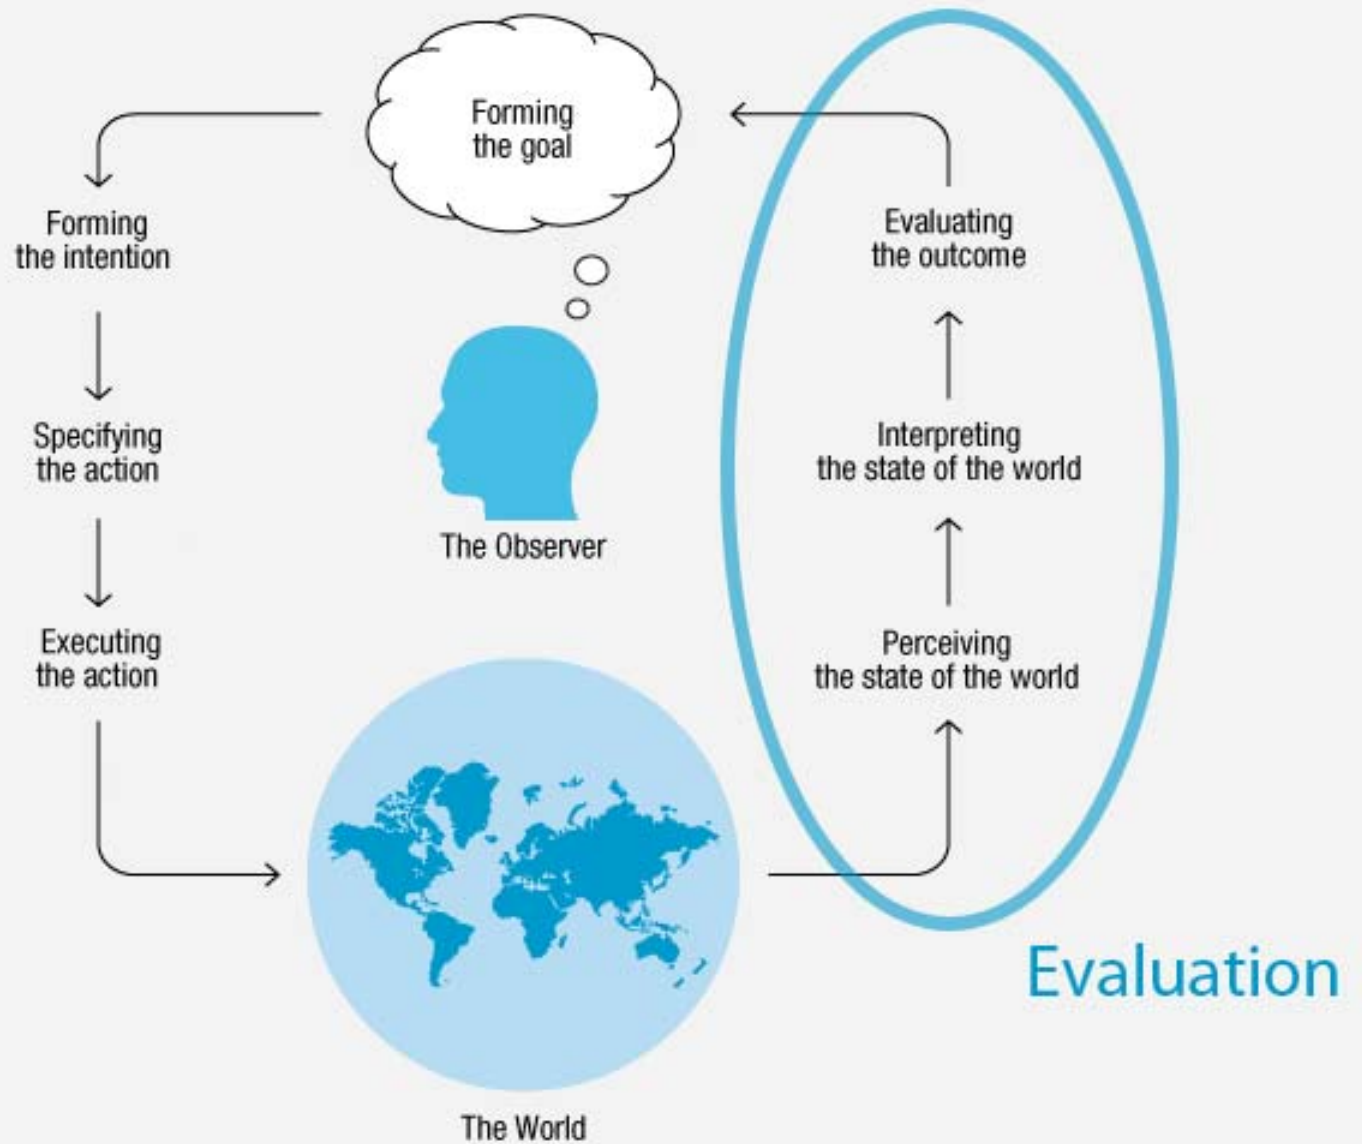 Forming
the goal
Forming
the intention
Specifying
the action
Executing
the action
The Observer
The World
Evaluating
the outcome
Interpreting
the state of the world
Perceiving
the state of the world
Evaluation